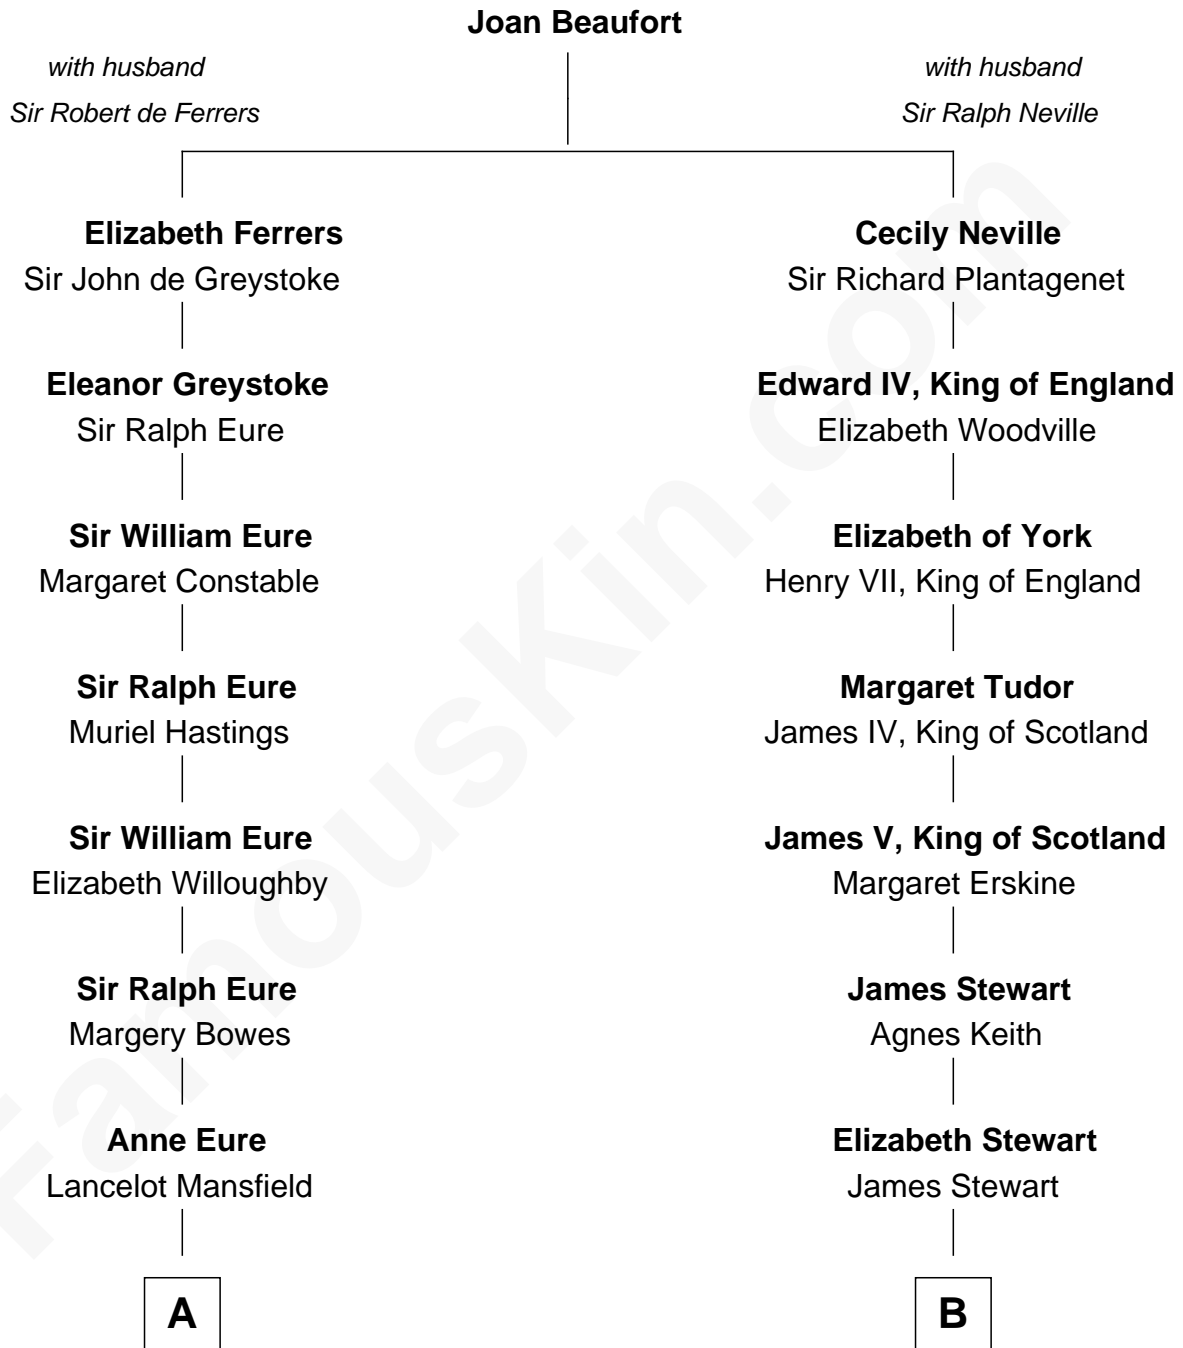 Joan Beaufort
with husband
Sir Robert de Ferrers
with husband
Sir Ralph Neville
Elizabeth Ferrers
Sir John de Greystoke
Eleanor Greystoke
Sir Ralph Eure
Sir William Eure
Margaret Constable
Sir Ralph Eure
Muriel Hastings
Sir William Eure
Elizabeth Willoughby
Sir Ralph Eure
Margery Bowes
Anne Eure
Lancelot Mansfield
A
Cecily Neville
Sir Richard Plantagenet
Edward IV, King of England
Elizabeth Woodville
Elizabeth of York
Henry VII, King of England
Margaret Tudor
James IV, King of Scotland
James V, King of Scotland
Margaret Erskine
James Stewart
Agnes Keith
Elizabeth Stewart
James Stewart
B
FamousKin.com